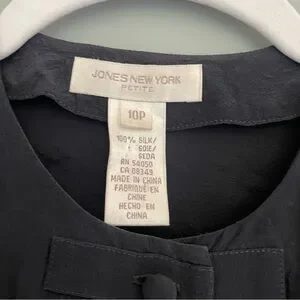 JONES NEW YORK
PETITE
10P
100% SILK/
SOIE/
SEDA
RN 54050
CA 08349
MADE IN CHINA
FABRIQUE EN
CHINE
HECHO EN
CHINA